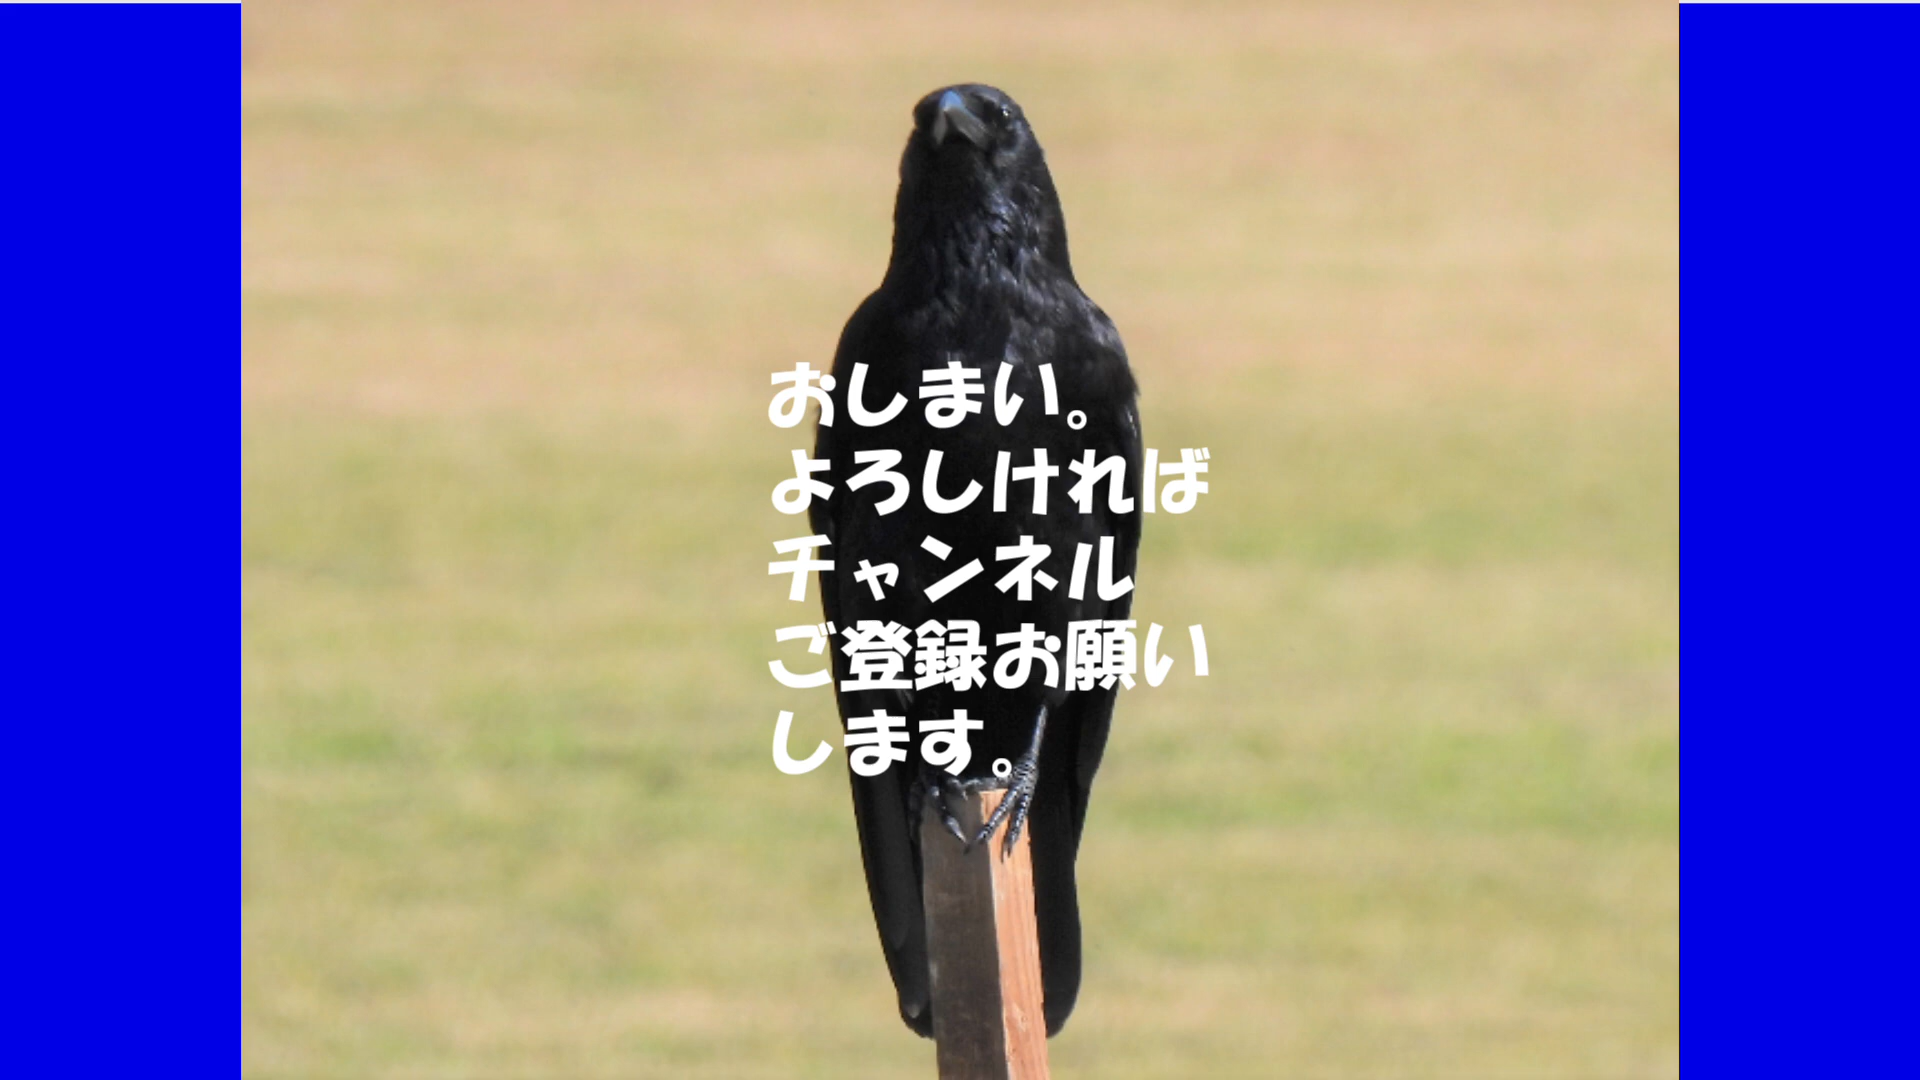 おしまい。
よろしければ
チャンネル
ご登録お願い
します。